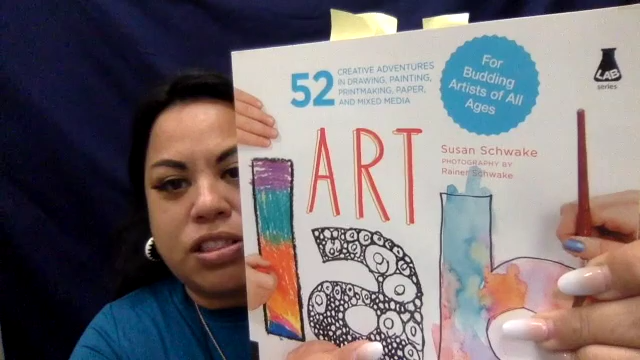 52
CREATIVE ADVENTURES
IN DRAWING, PAINTING,
PRINTMAKING, PAPER,
AND MIXED MEDIA
For
Budding
Artists of All
Ages
LAB
series
ART
Susan Schwake
PHOTOGRAPHY BY
Rainer Schwake
lab